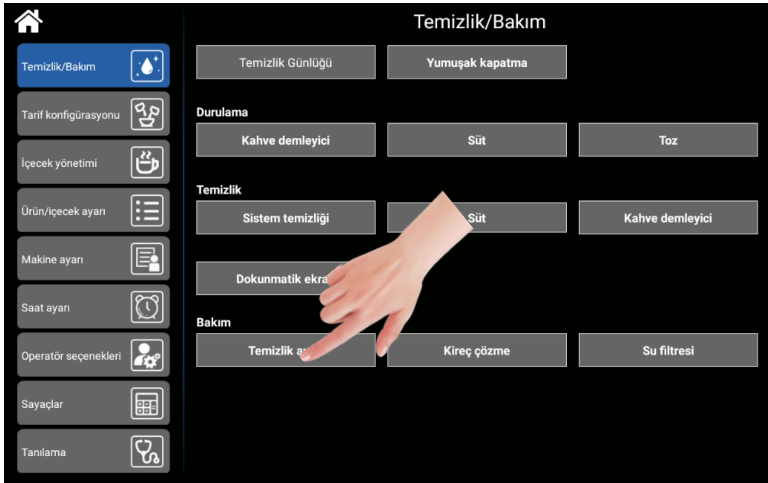 Temizlik/Bakım
Temizlik/Bakım
Tarif konfigürasyonu
İçecek yönetimi
Ürün/içecek ayarı
Makine ayarı
Saat ayarı
Operatör seçenekleri
Sayaçlar
Tanılama
Temizlik Günlüğü
Yumuşak kapatma
Durulama
Kahve demleyici
Süt
Toz
Temizlik
Sistem temizliği
Süt
Kahve demleyici
Dokunmatik
Bakım
Temizlik
Kireç çözme
Su filtresi